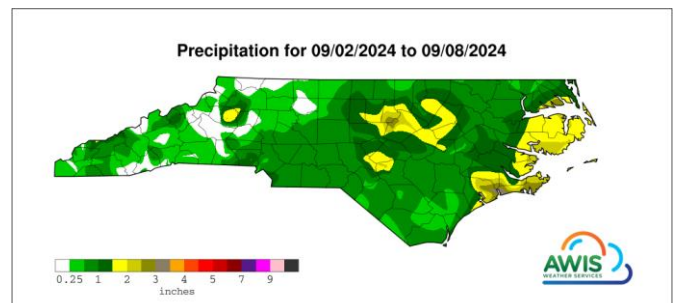 Precipitation for 09/02/2024 to 09/08/2024
0.25 1 2 3 4 5 7 9
inches
AWIS
WEATHER SERVICES